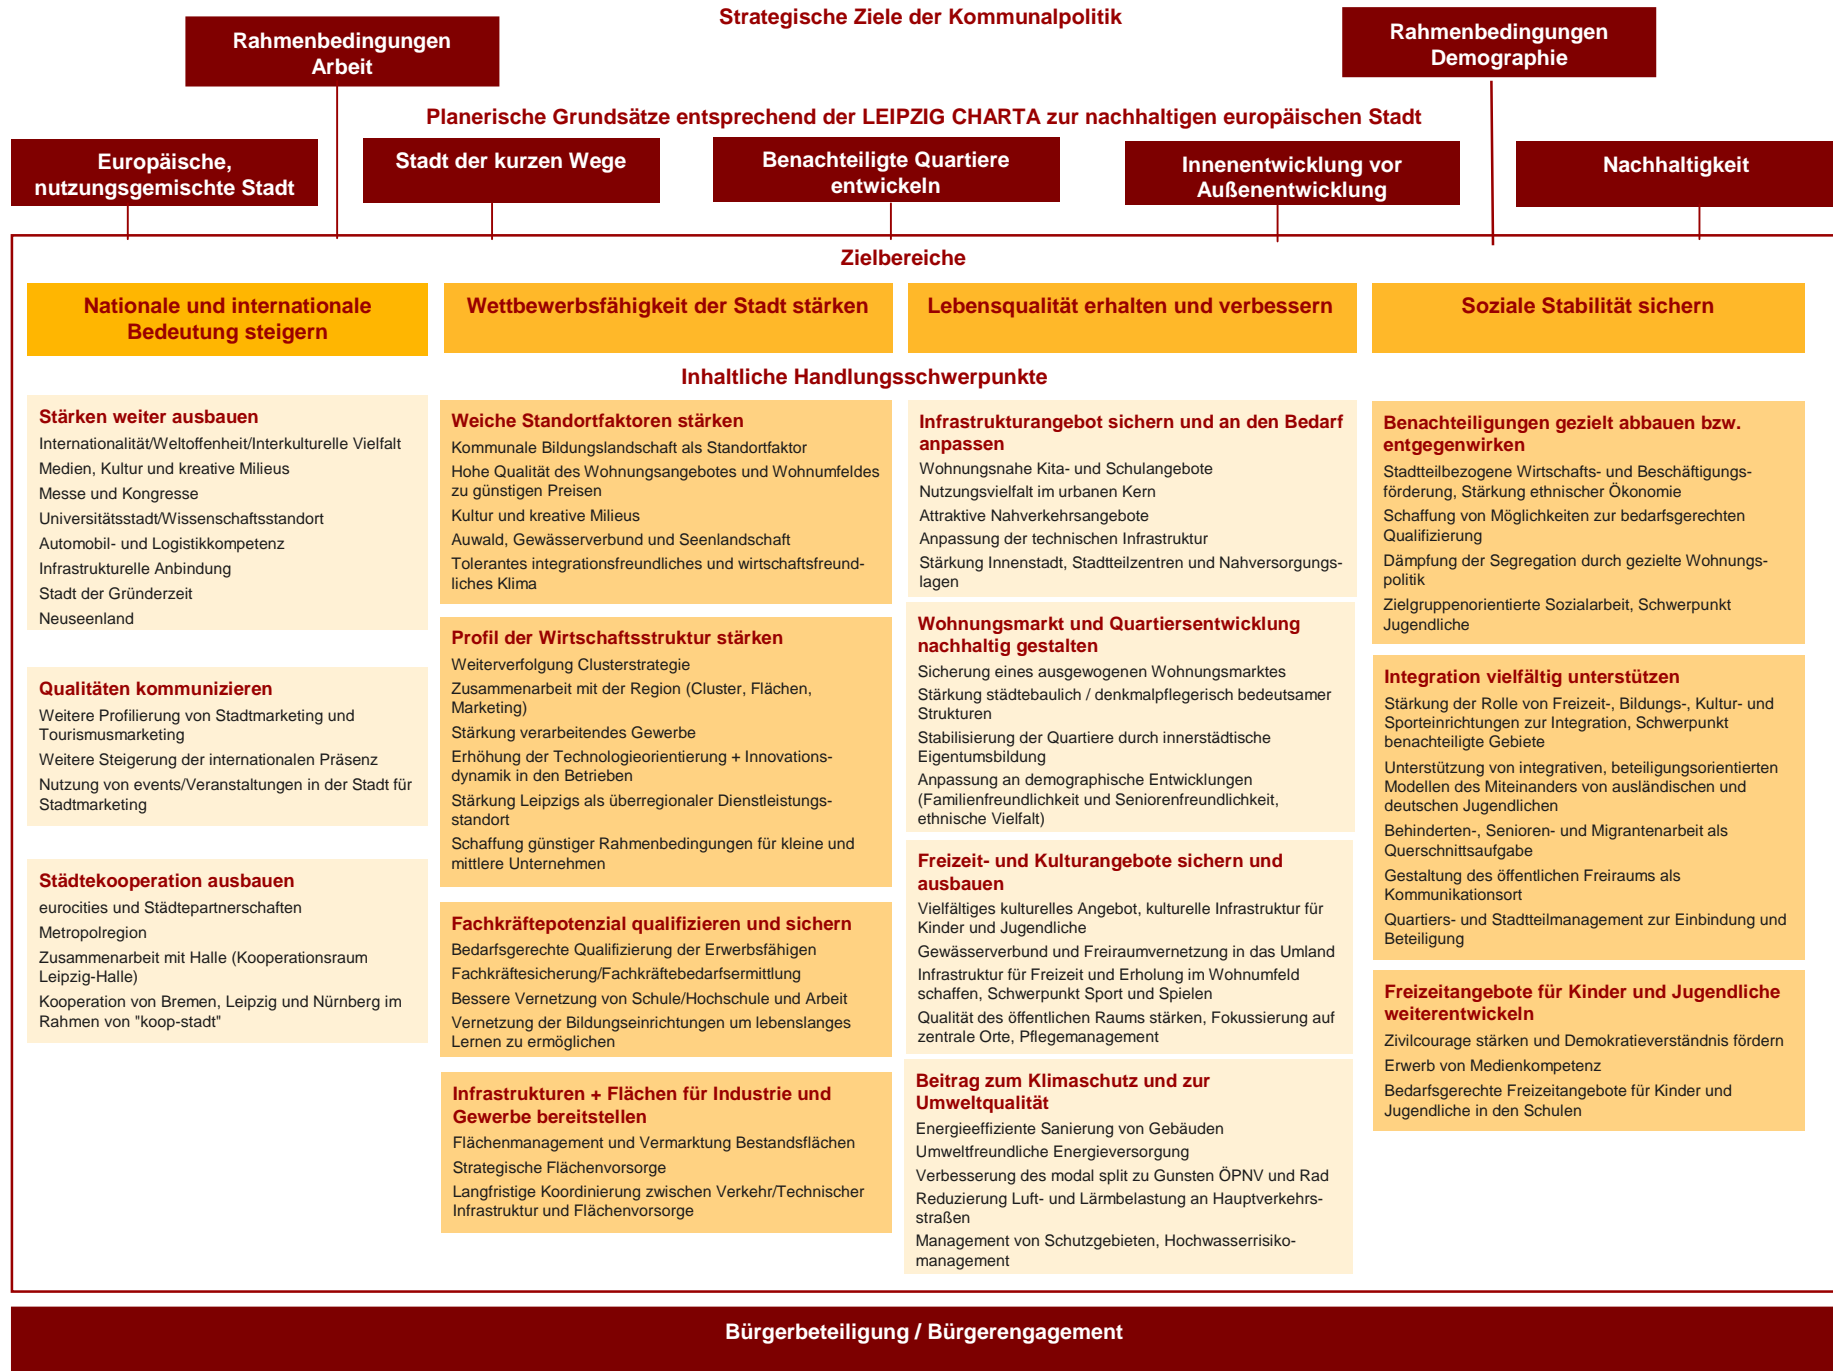 Strategische Ziele der Kommunalpolitik
Rahmenbedingungen
Arbeit
Rahmenbedingungen
Demographie
Planerische Grundsätze entsprechend der LEIPZIG CHARTA zur nachhaltigen europäischen Stadt
Europäische,
nutzungsgemischte Stadt
Stadt der kurzen Wege
Benachteiligte Quartiere
entwickeln
Innenentwicklung vor
Außenentwicklung
Nachhaltigkeit
Zielbereiche
Nationale und internationale
Bedeutung steigern
Wettbewerbsfähigkeit der Stadt stärken
Lebensqualität erhalten und verbessern
Soziale Stabilität sichern
Inhaltliche Handlungsschwerpunkte
Stärken weiter ausbauen
Internationalität/Weltoffenheit/Interkulturelle Vielfalt
Medien, Kultur und kreative Milieus
Messe und Kongresse
Universitätsstadt/Wissenschaftsstandort
Automobil- und Logistikkompetenz
Infrastrukturelle Anbindung
Stadt der Gründerzeit
Neuseenland
Qualitäten kommunizieren
Weitere Profilierung von Stadtmarketing und
Tourismusmarketing
Weitere Steigerung der internationalen Präsenz
Nutzung von events/Veranstaltungen in der Stadt für
Stadtmarketing
Städtekooperation ausbauen
eurocities und Städtepartnerschaften
Metropolregion
Zusammenarbeit mit Halle (Kooperationsraum
Leipzig-Halle)
Kooperation von Bremen, Leipzig und Nürnberg im
Rahmen von "koop-stadt"
Weiche Standortfaktoren stärken
Kommunale Bildungslandschaft als Standortfaktor
Hohe Qualität des Wohnungsangebotes und Wohnumfeldes
zu günstigen Preisen
Kultur und kreative Milieus
Auwald, Gewässerverbund und Seenlandschaft
Tolerantes integrationsfreundliches und wirtschaftsfreund-
liches Klima
Profil der Wirtschaftsstruktur stärken
Weiterverfolgung Clusterstrategie
Zusammenarbeit mit der Region (Cluster, Flächen,
Marketing)
Stärkung verarbeitendes Gewerbe
Erhöhung der Technologieorientierung + Innovations-
dynamik in den Betrieben
Stärkung Leipzigs als überregionaler Dienstleistungs-
standort
Schaffung günstiger Rahmenbedingungen für kleine und
mittlere Unternehmen
Fachkräftepotenzial qualifizieren und sichern
Bedarfsgerechte Qualifizierung der Erwerbsfähigen
Fachkräftesicherung/Fachkräftebedarfsermittlung
Bessere Vernetzung von Schule/Hochschule und Arbeit
Vernetzung der Bildungseinrichtungen um lebenslanges
Lernen zu ermöglichen
Infrastrukturen + Flächen für Industrie und
Gewerbe bereitstellen
Flächenmanagement und Vermarktung Bestandsflächen
Strategische Flächenvorsorge
Langfristige Koordinierung zwischen Verkehr/Technischer
Infrastruktur und Flächenvorsorge
Infrastrukturangebot sichern und an den Bedarf
anpassen
Wohnungsnahe Kita- und Schulangebote
Nutzungsvielfalt im urbanen Kern
Attraktive Nahverkehrsangebote
Anpassung der technischen Infrastruktur
Stärkung Innenstadt, Stadtteilzentren und Nahversorgungs-
lagen
Wohnungsmarkt und Quartiersentwicklung
nachhaltig gestalten
Sicherung eines ausgewogenen Wohnungsmarktes
Stärkung städtebaulich / denkmalpflegerisch bedeutsamer
Strukturen
Stabilisierung der Quartiere durch innerstädtische
Eigentumsbildung
Anpassung an demographische Entwicklungen
(Familienfreundlichkeit und Seniorenfreundlichkeit,
ethnische Vielfalt)
Freizeit- und Kulturangebote sichern und
ausbauen
Vielfältiges kulturelles Angebot, kulturelle Infrastruktur für
Kinder und Jugendliche
Gewässerverbund und Freiraumvernetzung in das Umland
Infrastruktur für Freizeit und Erholung im Wohnumfeld
schaffen, Schwerpunkt Sport und Spielen
Qualität des öffentlichen Raums stärken, Fokussierung auf
zentrale Orte, Pflegemanagement
Beitrag zum Klimaschutz und zur
Umweltqualität
Energieeffiziente Sanierung von Gebäuden
Umweltfreundliche Energieversorgung
Verbesserung des modal split zu Gunsten ÖPNV und Rad
Reduzierung Luft- und Lärmbelastung an Hauptverkehrs-
straßen
Management von Schutzgebieten, Hochwasserrisiko-
management
Benachteiligungen gezielt abbauen bzw.
entgegenwirken
Stadtteilbezogene Wirtschafts- und Beschäftigungs-
förderung, Stärkung ethnischer Ökonomie
Schaffung von Möglichkeiten zur bedarfsgerechten
Qualifizierung
Dämpfung der Segregation durch gezielte Wohnungs-
politik
Zielgruppenorientierte Sozialarbeit, Schwerpunkt
Jugendliche
Integration vielfältig unterstützen
Stärkung der Rolle von Freizeit-, Bildungs-, Kultur- und
Sporteinrichtungen zur Integration, Schwerpunkt
benachteiligte Gebiete
Unterstützung von integrativen, beteiligungsorientierten
Modellen des Miteinanders von ausländischen und
deutschen Jugendlichen
Behinderten-, Senioren- und Migrantenarbeit als
Querschnittsaufgabe
Gestaltung des öffentlichen Freiraums als
Kommunikationsort
Quartiers- und Stadtteilmanagement zur Einbindung und
Beteiligung
Freizeitangebote für Kinder und Jugendliche
weiterentwickeln
Zivilcourage stärken und Demokratieverständnis fördern
Erwerb von Medienkompetenz
Bedarfsgerechte Freizeitangebote für Kinder und
Jugendliche in den Schulen
Bürgerbeteiligung / Bürgerengagement